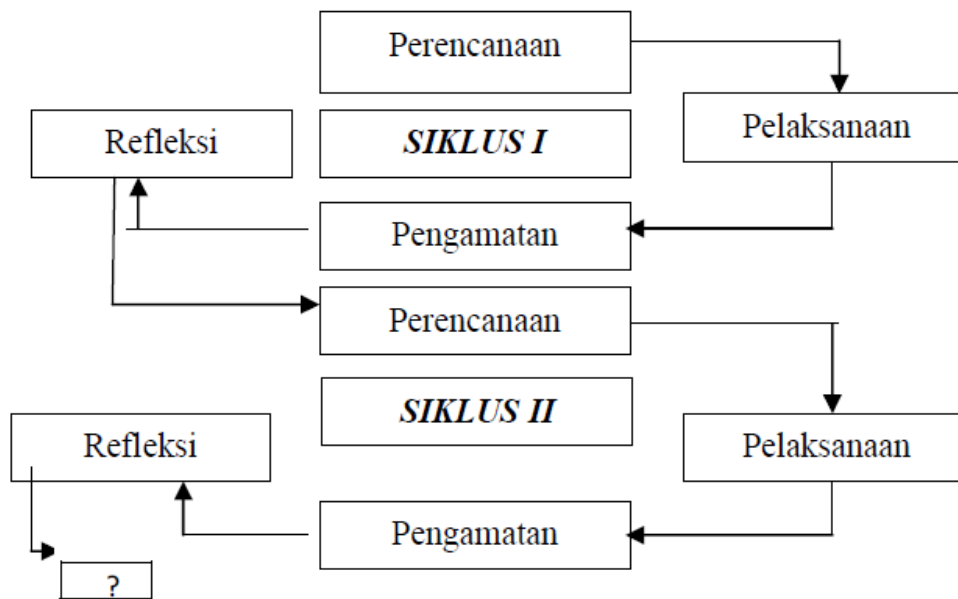 Perencanaan
Pelaksanaan
Refleksi
SIKLUS I
Pengamatan
Perencanaan
SIKLUS II
Refleksi
Pelaksanaan
Pengamatan
?